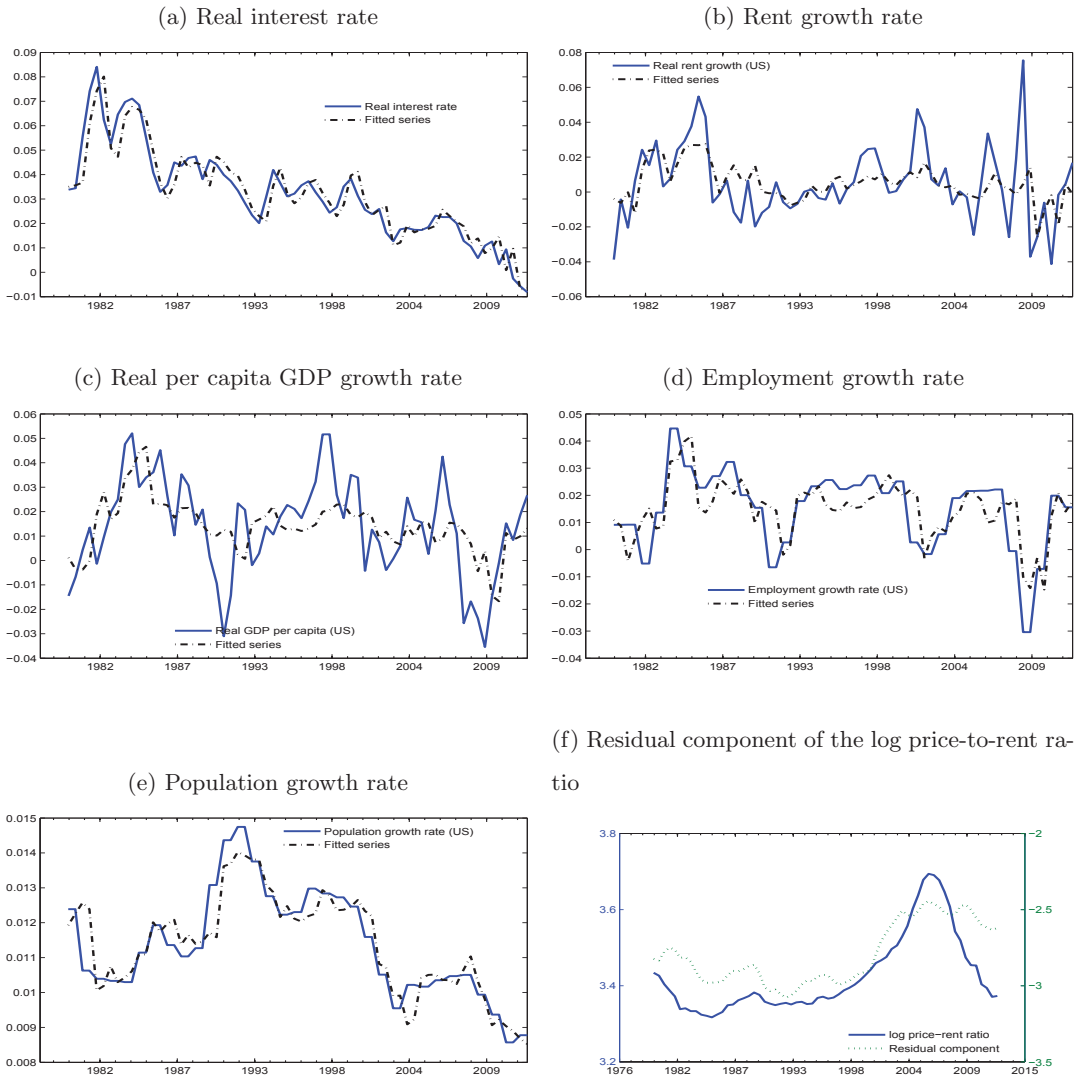 (a) Real interest rate
0.09
0.08
0.07
0.06
0.05
0.04
0.03
0.02
0.01
0
−0.01
Real interest rate
Fitted series
1982 1987 1993 1998 2004 2009
(b) Rent growth rate
0.08
0.06
0.04
0.02
0
−0.02
−0.04
−0.06
Real rent growth (US)
Fitted series
1982 1987 1993 1998 2004 2009
(c) Real per capita GDP growth rate
0.06
0.05
0.04
0.03
0.02
0.01
0
−0.01
−0.02
−0.03
−0.04
Real GDP per capita (US)
Fitted series
1982 1987 1993 1998 2004 2009
(d) Employment growth rate
0.05
0.04
0.03
0.02
0.01
0
−0.01
−0.02
−0.03
−0.04
Employment growth rate (US)
Fitted series
1982 1987 1993 1998 2004 2009
(e) Population growth rate
0.015
0.014
0.013
0.012
0.011
0.01
0.009
0.008
Population growth rate (US)
Fitted series
1982 1987 1993 1998 2004 2009
(f) Residual component of the log price-to-rent ra-
tio
3.8
3.6
3.4
3.2
−2
−2.5
−3
−3.5
log price−rent ratio
Residual component
1976 1982 1987 1993 1998 2004 2009 2015